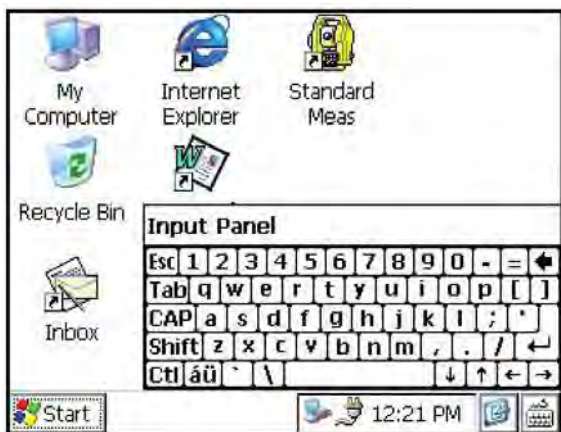 My
Computer
Internet
Explorer
Standard
Meas
W
Recycle Bin
Inbox
Input Panel
Esc 1 2 3 4 5 6 7 8 9 0 - =
Tab q w e r t y u i o p [ ]
CAP a s d f g h j k l ; '
Shift z x c v b n m , . /
Ctl áü ` \ ↓ ↑ ← →
Start
12:21 PM